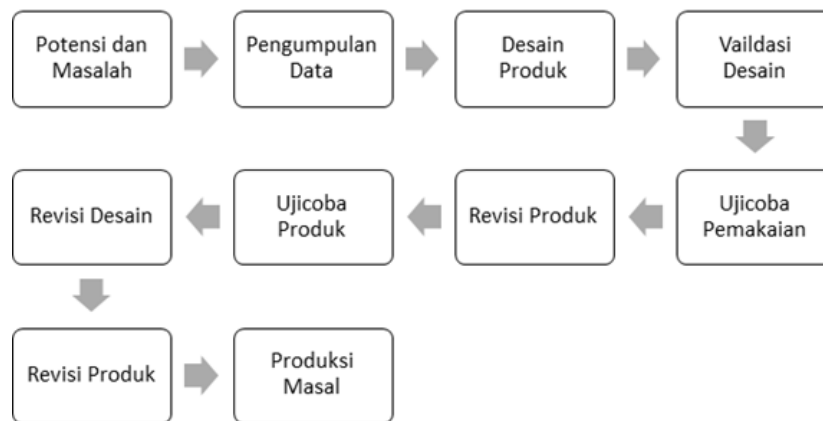 Potensi dan
Masalah
Pengumpulan
Data
Desain
Produk
Vaildasi
Desain
Ujicoba
Pemakaian
Revisi Produk
Ujicoba
Produk
Revisi Desain
Revisi Produk
Produksi
Masal